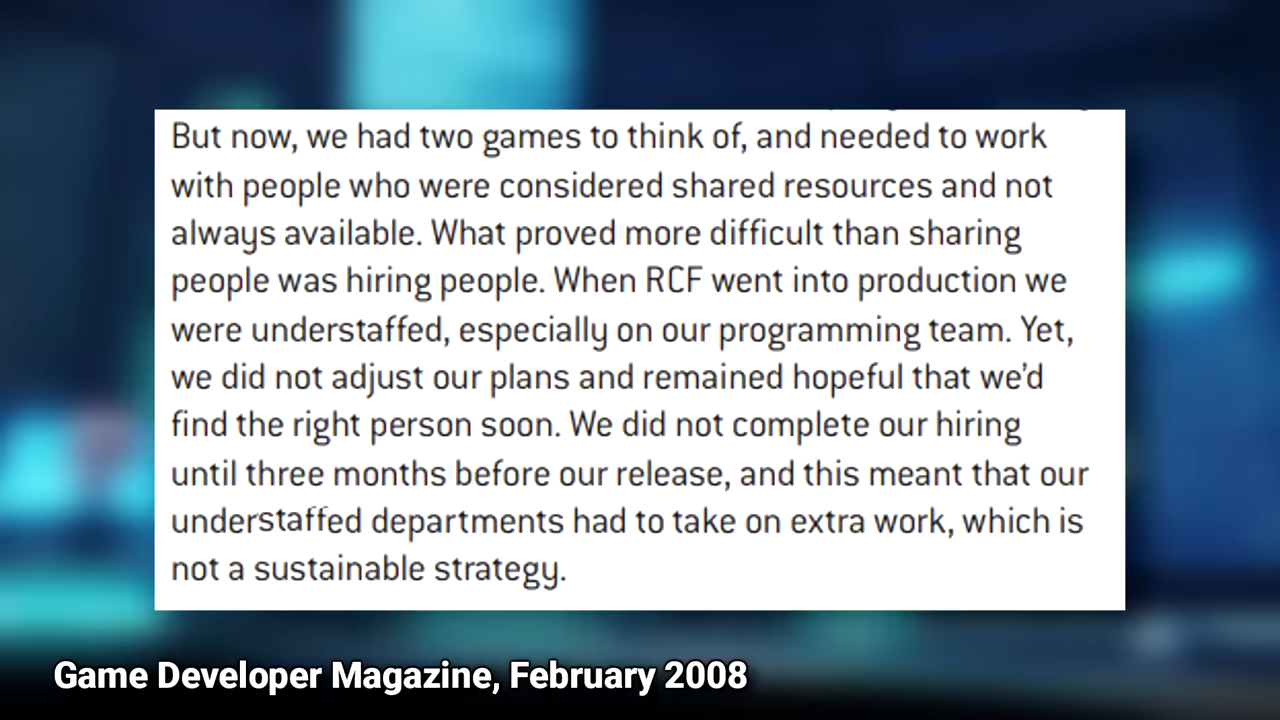 But now, we had two games to think of, and needed to work
with people who were considered shared resources and not
always available. What proved more difficult than sharing
people was hiring people. When RCF went into production we
were understaffed, especially on our programming team. Yet,
we did not adjust our plans and remained hopeful that we'd
find the right person soon. We did not complete our hiring
until three months before our release, and this meant that our
understaffed departments had to take on extra work, which is
not a sustainable strategy.
Game Developer Magazine, February 2008